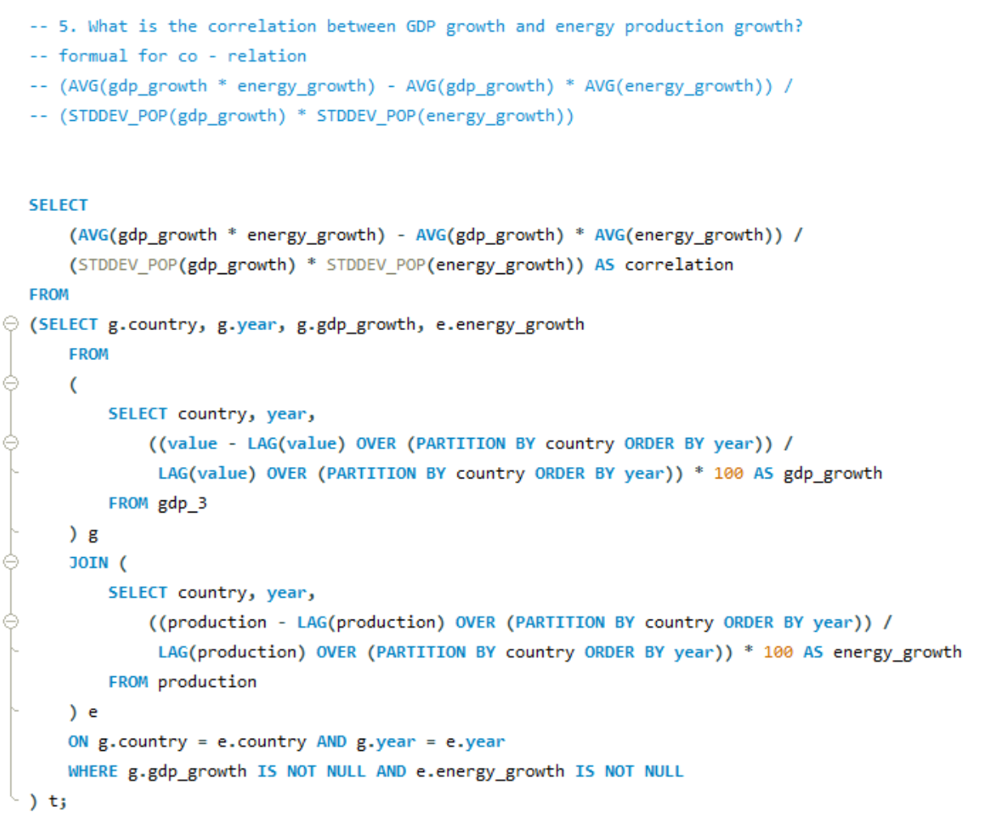 -- 5. What is the correlation between GDP growth and energy production growth?
-- formual for co - relation
-- (AVG(gdp_growth * energy_growth) - AVG(gdp_growth) * AVG(energy_growth)) /
-- (STDDEV_POP(gdp_growth) * STDDEV_POP(energy_growth))
SELECT
(AVG(gdp_growth * energy_growth) - AVG(gdp_growth) * AVG(energy_growth)) /
(STDDEV_POP(gdp_growth) * STDDEV_POP(energy_growth)) AS correlation
FROM
(SELECT g.country, g.year, g.gdp_growth, e.energy_growth
FROM
(
SELECT country, year,
((value - LAG(value) OVER (PARTITION BY country ORDER BY year)) /
LAG(value) OVER (PARTITION BY country ORDER BY year)) * 100 AS gdp_growth
FROM gdp_3
) g
JOIN (
SELECT country, year,
((production - LAG(production) OVER (PARTITION BY country ORDER BY year)) /
LAG(production) OVER (PARTITION BY country ORDER BY year)) * 100 AS energy_growth
FROM production
) e
ON g.country = e.country AND g.year = e.year
WHERE g.gdp_growth IS NOT NULL AND e.energy_growth IS NOT NULL
) t;